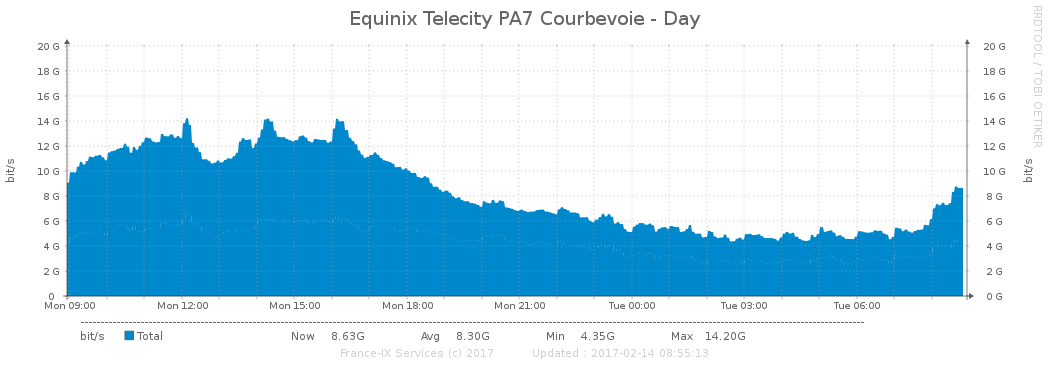 Equinix Telecity PA7 Courbevoie - Day
RRDTOOL / TOBI OETIKER
bit/s
20 G
18 G
16 G
14 G
12 G
10 G
8 G
6 G
4 G
2 G
0
20 G
18 G
16 G
14 G
12 G
10 G
8 G
6 G
4 G
2 G
0 G
bit/s
Mon 09:00 Mon 12:00 Mon 15:00 Mon 18:00 Mon 21:00 Tue 00:00 Tue 03:00 Tue 06:00
bit/s Total Now 8.63G Avg 8.30G Min 4.35G Max 14.20G
France-IX Services (c) 2017 Updated : 2017-02-14 08:55:13